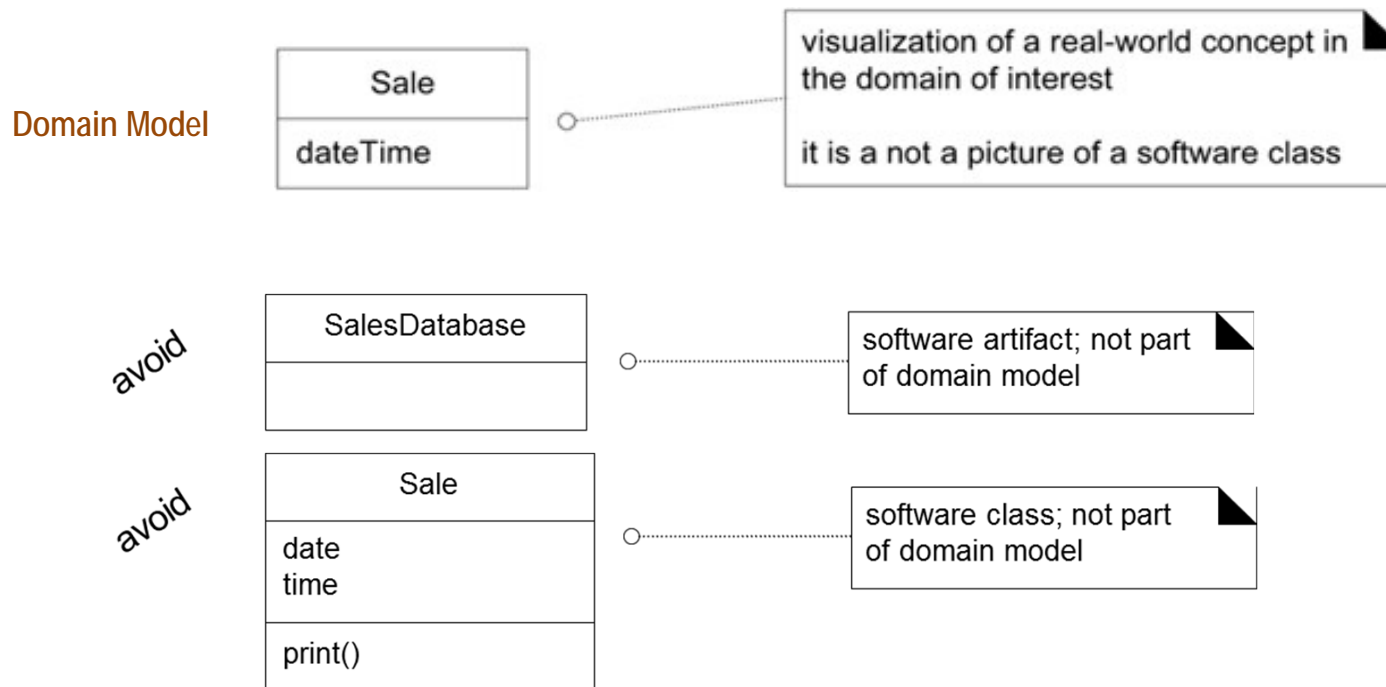 visualization of a real-world concept in
the domain of interest
it is a not a picture of a software class
Sale
dateTime
Domain Model
avoid
SalesDatabase
software artifact; not part
of domain model
avoid
Sale
date
time
print()
software class; not part
of domain model